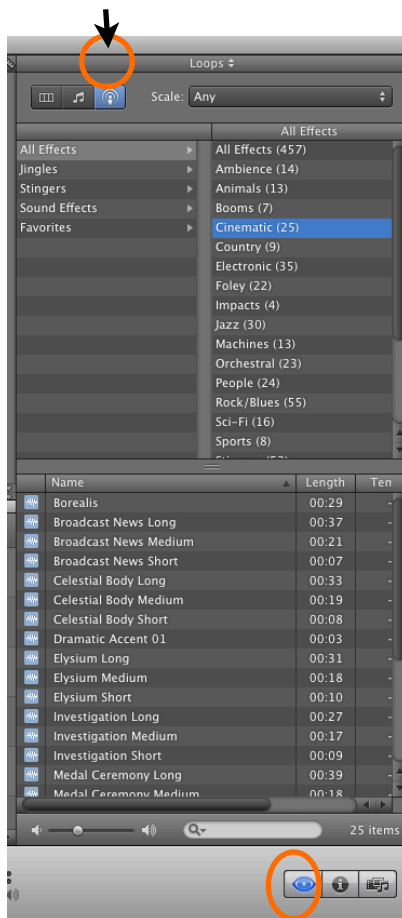 Loops
Scale: Any
All Effects
All Effects
Jingles
Stingers
Sound Effects
Favorites
All Effects (457)
Ambience (14)
Animals (13)
Booms (7)
Cinematic (25)
Country (9)
Electronic (35)
Foley (22)
Impacts (4)
Jazz (30)
Machines (13)
Orchestral (23)
People (24)
Rock/Blues (55)
Sci-Fi (16)
Sports (8)
Name Length Tem
Borealis 00:29 -
Broadcast News Long 00:37 -
Broadcast News Medium 00:21 -
Broadcast News Short 00:07 -
Celestial Body Long 00:33 -
Celestial Body Medium 00:19 -
Celestial Body Short 00:08 -
Dramatic Accent 01 00:03 -
Elysium Long 00:31 -
Elysium Medium 00:18 -
Elysium Short 00:10 -
Investigation Long 00:27 -
Investigation Medium 00:17 -
Investigation Short 00:09 -
Medal Ceremony Long 00:39 -
Medal Ceremony Medium 00:18 -
25 items